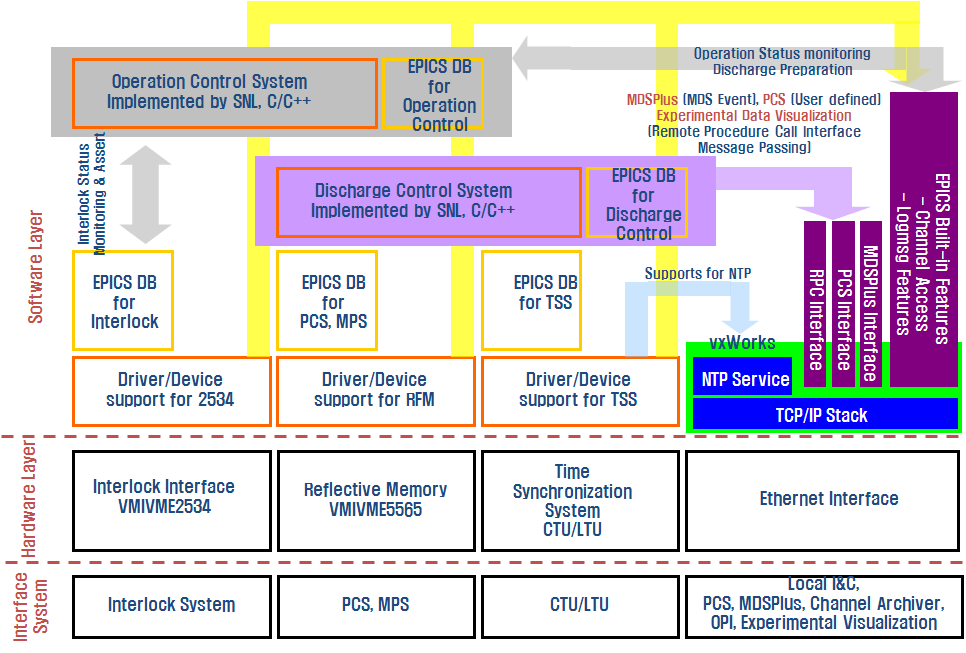 Operation Control System
Implemented by SNL, C/C++
EPICS DB
for
Operation
Control
Operation Status monitoring
Discharge Preparation
MDSPlus (MDS Event), PCS (User defined)
Experimental Data Visualization
(Remote Procedure Call Interface
Message Passing)
Interlock Status
Monitoring & Assert
Discharge Control System
Implemented by SNL, C/C++
EPICS DB
for
Discharge
Control
Software Layer
EPICS DB
for
Interlock
EPICS DB
for
PCS, MPS
EPICS DB
for TSS
Supports for NTP
vxWorks
RPC Interface
PCS Interface
MDSPlus Interface
EPICS Built-in Features
- Channel Access
- Logmsg Features
Driver/Device
support for 2534
Driver/Device
support for RFM
Driver/Device
support for TSS
NTP Service
TCP/IP Stack
Hardware Layer
Interlock Interface
VMIVME2534
Reflective Memory
VMIVME5565
Time
Synchronization
System
CTU/LTU
Ethernet Interface
Interface
System
Interlock System
PCS, MPS
CTU/LTU
Local I&C,
PCS, MDSPlus, Channel Archiver,
OPI, Experimental Visualization